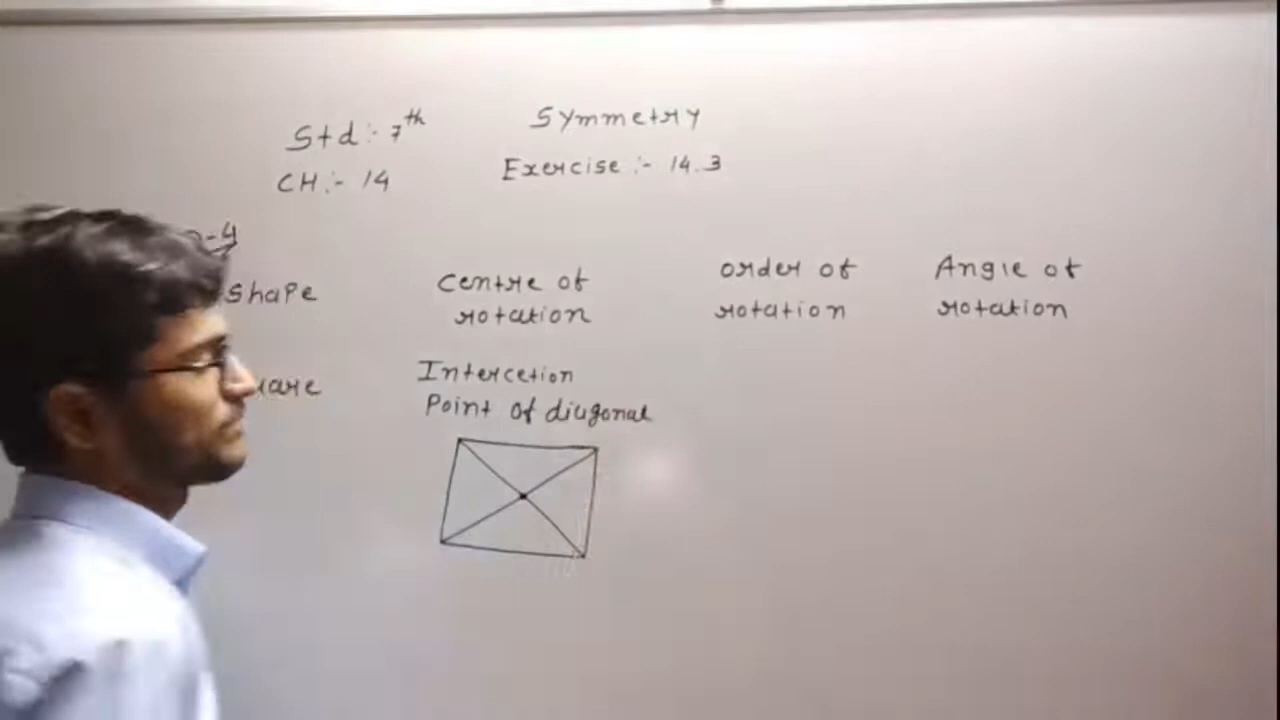 Std :- 7th
Symmetry
CH :- 14
Exercise :- 14.3
-4
Shape
Centre of
rotation
order of
rotation
Angle of
rotation
Intercetion
Point of diagonal